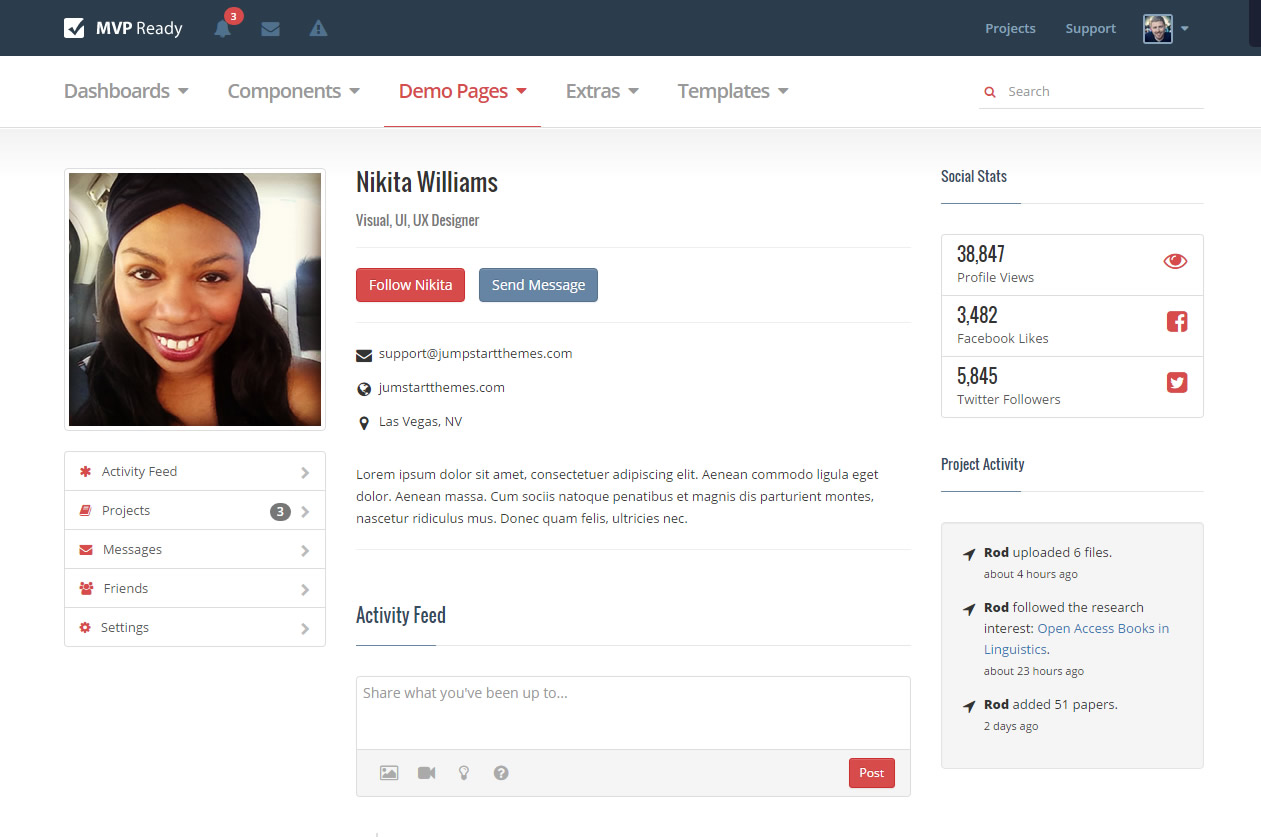 MVP Ready
3
Projects
Support
Dashboards
Components
Demo Pages
Extras
Templates
Search
Nikita Williams
Visual, UI, UX Designer
Follow Nikita
Send Message
support@jumpstartthemes.com
jumstartthemes.com
Las Vegas, NV
Lorem ipsum dolor sit amet, consectetuer adipiscing elit. Aenean commodo ligula eget
dolor. Aenean massa. Cum sociis natoque penatibus et magnis dis parturient montes,
nascetur ridiculus mus. Donec quam felis, ultricies nec.
Activity Feed
Projects 3
Messages
Friends
Settings
Activity Feed
Share what you've been up to...
?
Post
Social Stats
38,847
Profile Views
3,482
Facebook Likes
5,845
Twitter Followers
Project Activity
Rod uploaded 6 files.
about 4 hours ago
Rod followed the research
interest: Open Access Books in
Linguistics.
about 23 hours ago
Rod added 51 papers.
2 days ago